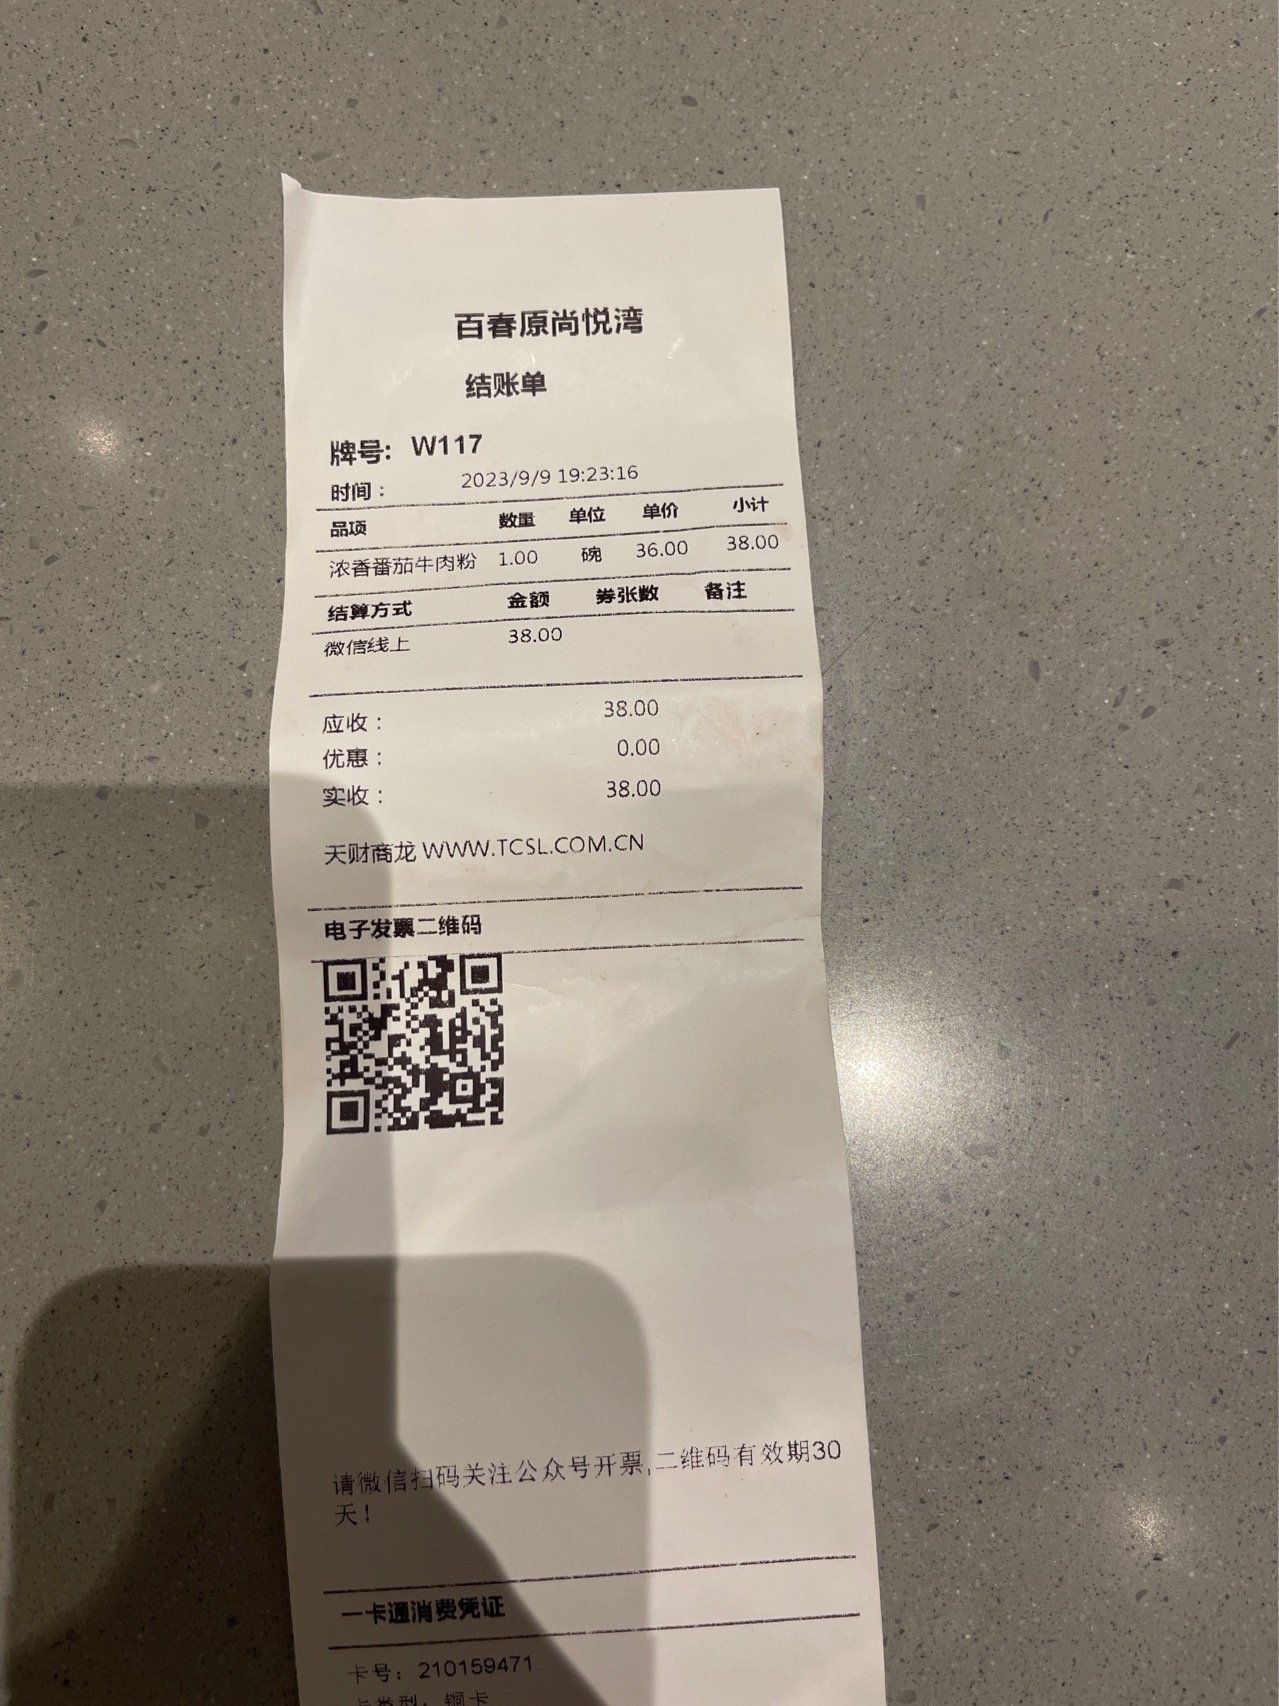 百春原尚悦湾
结账单
牌号: W117
时间: 2023/9/9 19:23:16
品项 数量 单位 单价 小计
浓香番茄牛肉粉 1.00 碗 36.00 38.00
结算方式 金额 券张数 备注
微信线上 38.00
应收: 38.00
优惠: 0.00
实收: 38.00
天财商龙 WWW.TCSL.COM.CN
电子发票二维码
请微信扫码关注公众号开票,二维码有效期30
天!
一卡通消费凭证
卡号: 210159471
卡类型: 铜卡